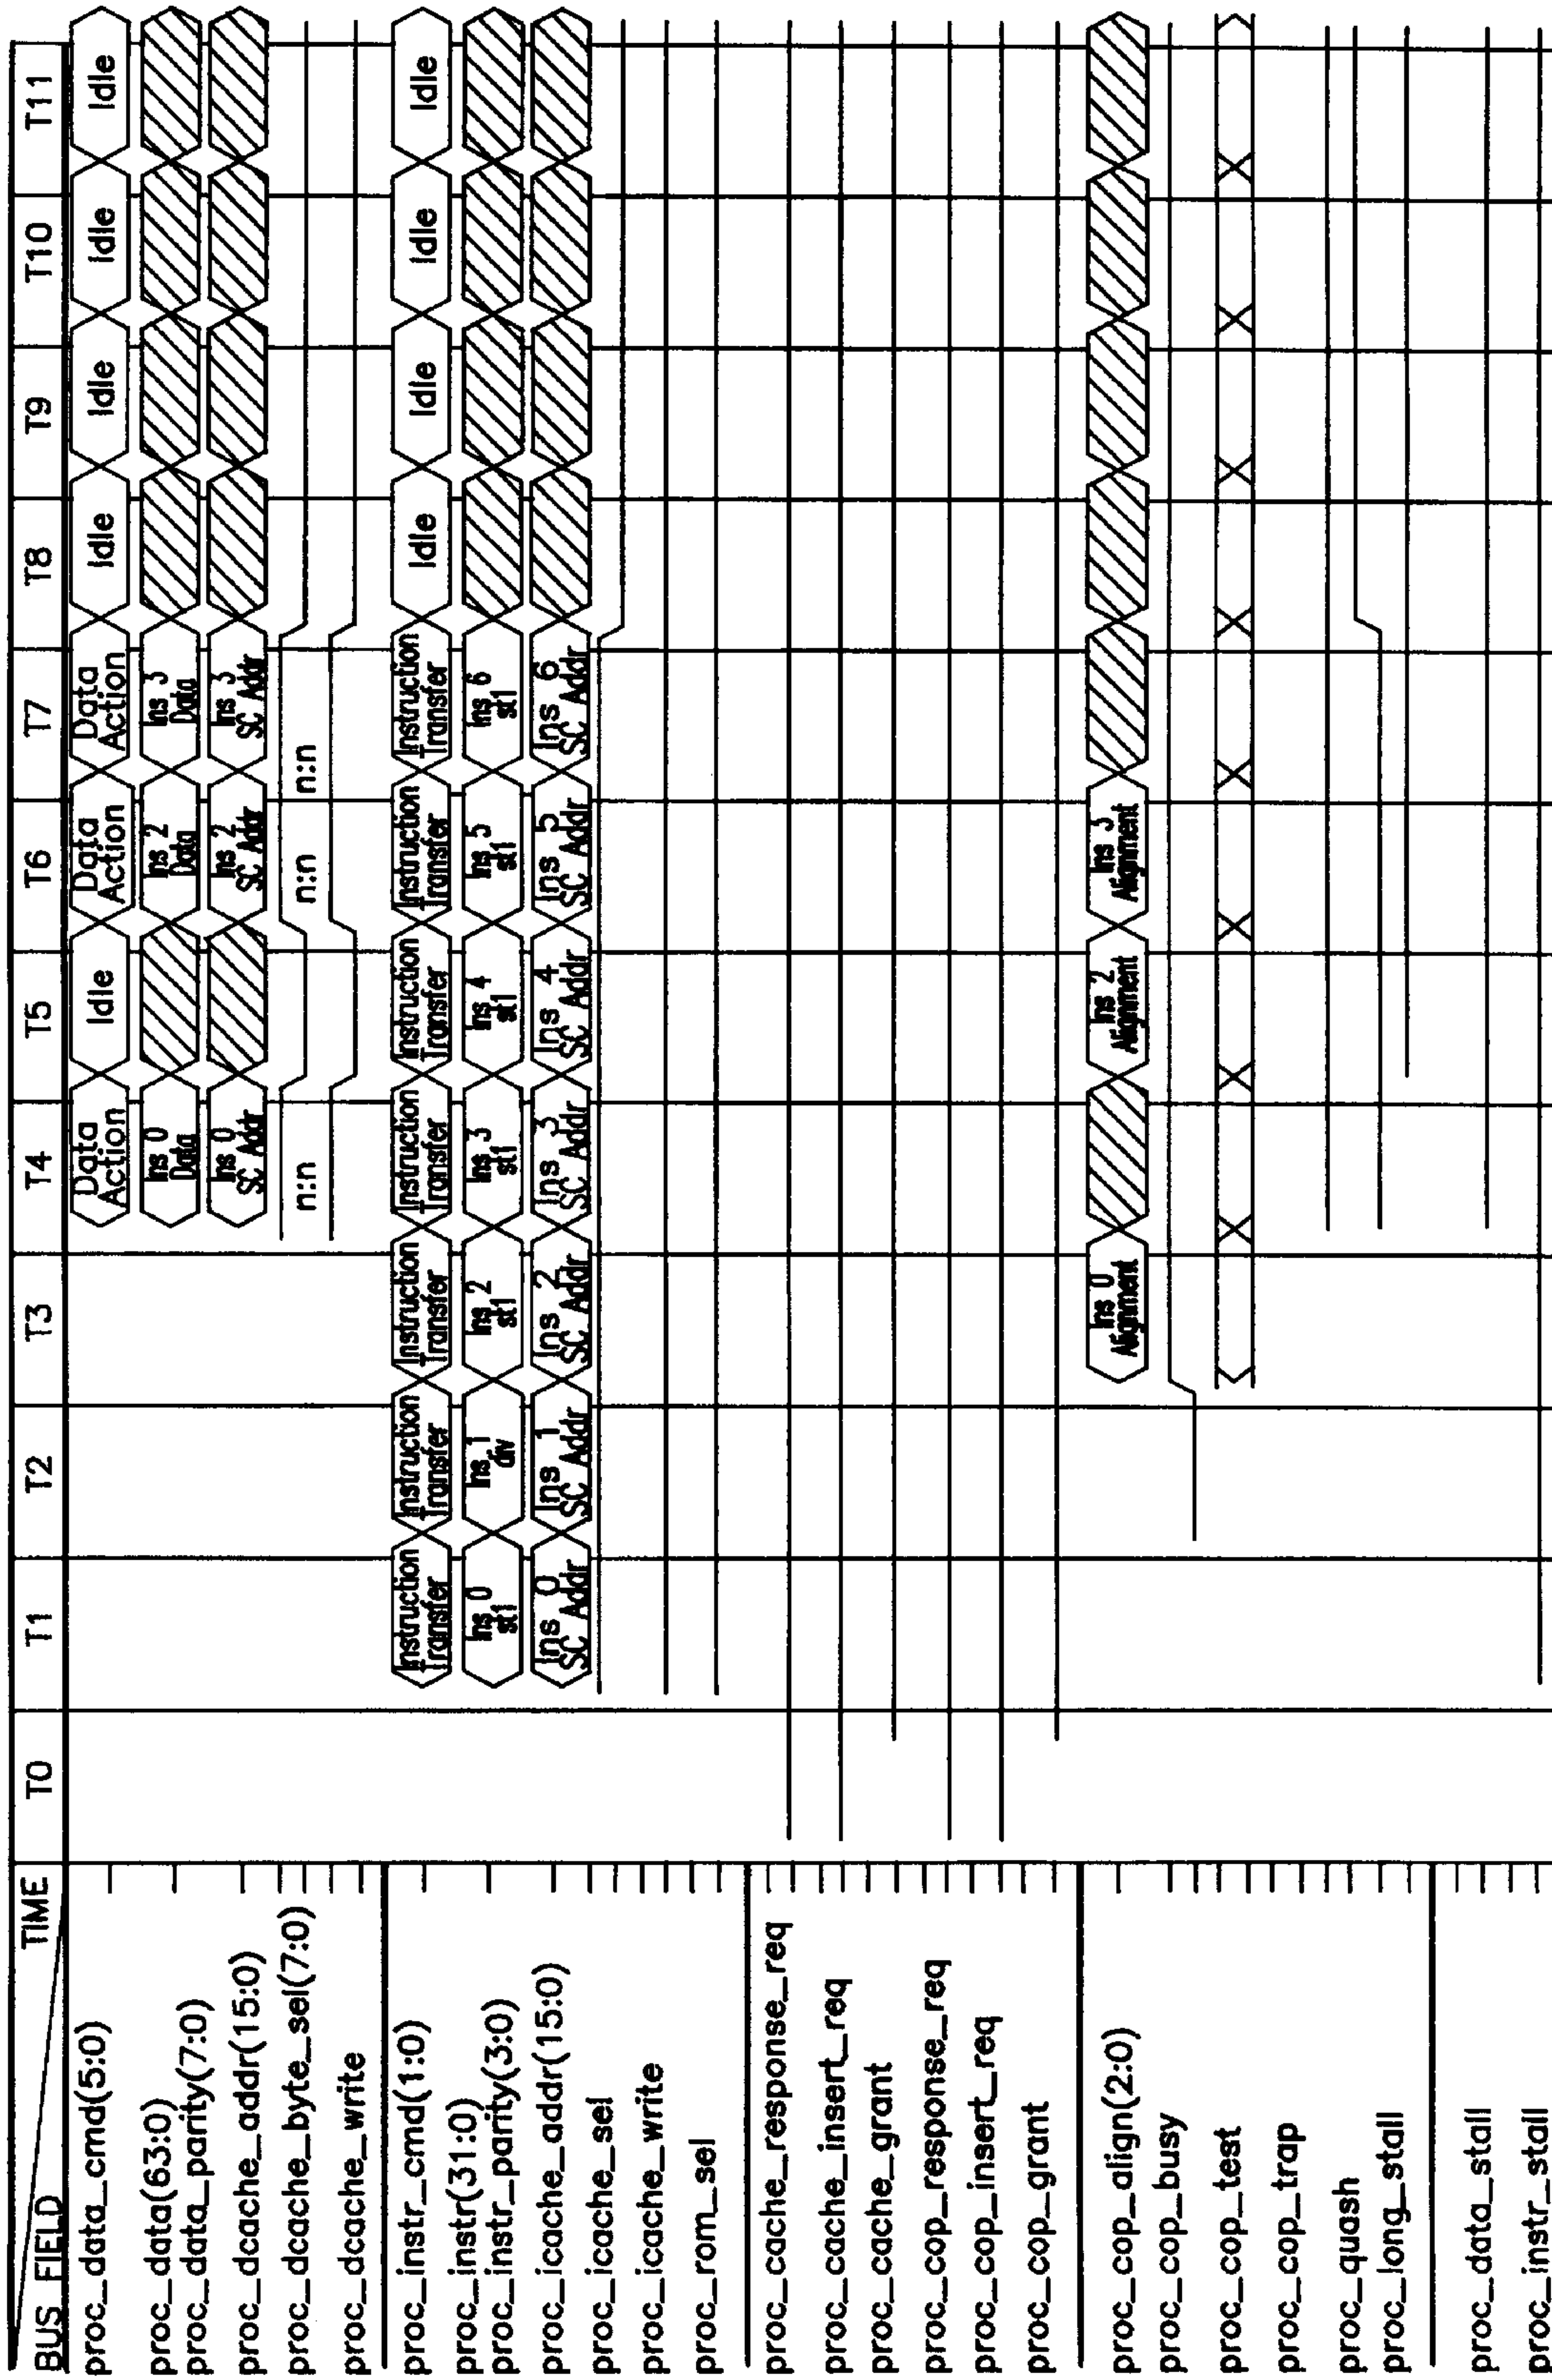 BUS FIELD TIME T0 T1 T2 T3 T4 T5 T6 T7 T8 T9 T10 T11
proc_data_cmd(5:0) Data Action Idle Data Action Data Action Idle Idle Idle Idle
proc_data(63:0) Ins 0 Data Ins 2 Data Ins 3 Data
proc_data_parity(7:0)
proc_dcache_addr(15:0) Ins 0 SC Addr Ins 2 SC Addr Ins 3 SC Addr
proc_dcache_byte_sel(7:0) n:n n:n n:n
proc_dcache_write
proc_instr_cmd(1:0) Instruction Transfer Instruction Transfer Instruction Transfer Instruction Transfer Instruction Transfer Instruction Transfer Instruction Transfer Idle Idle Idle Idle
proc_instr(31:0) Ins 0 st1 Ins 1 div Ins 2 st1 Ins 3 st1 Ins 4 st1 Ins 5 st1 Ins 6 st1
proc_instr_parity(3:0)
proc_icache_addr(15:0) Ins 0 SC Addr Ins 1 SC Addr Ins 2 SC Addr Ins 3 SC Addr Ins 4 SC Addr Ins 5 SC Addr Ins 6 SC Addr
proc_icache_sel
proc_icache_write
proc_rom_sel
proc_cache_response_req
proc_cache_insert_req
proc_cache_grant
proc_cop_response_req
proc_cop_insert_req
proc_cop_grant
proc_cop_align(2:0) Ins 0 Alignment Ins 2 Alignment Ins 3 Alignment
proc_cop_busy
proc_cop_test
proc_cop_trap
proc_quash
proc_long_stall
proc_data_stall
proc_instr_stall